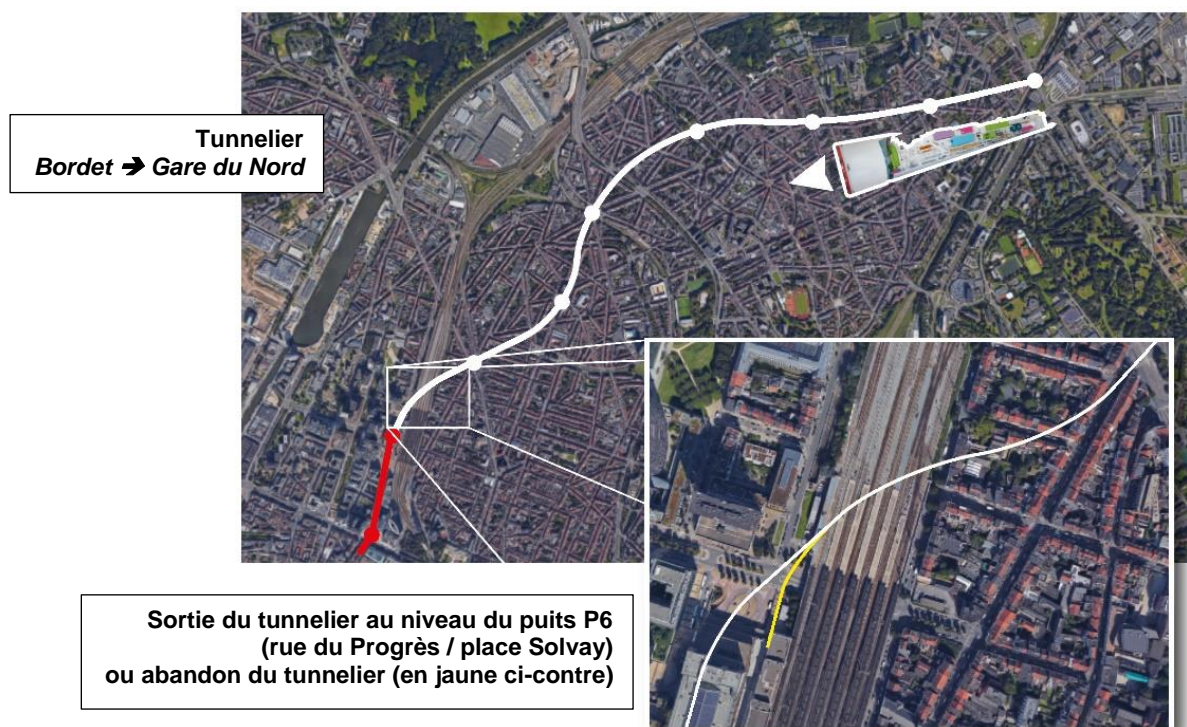 Tunnelier
Bordet ➔ Gare du Nord
Sortie du tunnelier au niveau du puits P6
(rue du Progrès / place Solvay)
ou abandon du tunnelier (en jaune ci-contre)